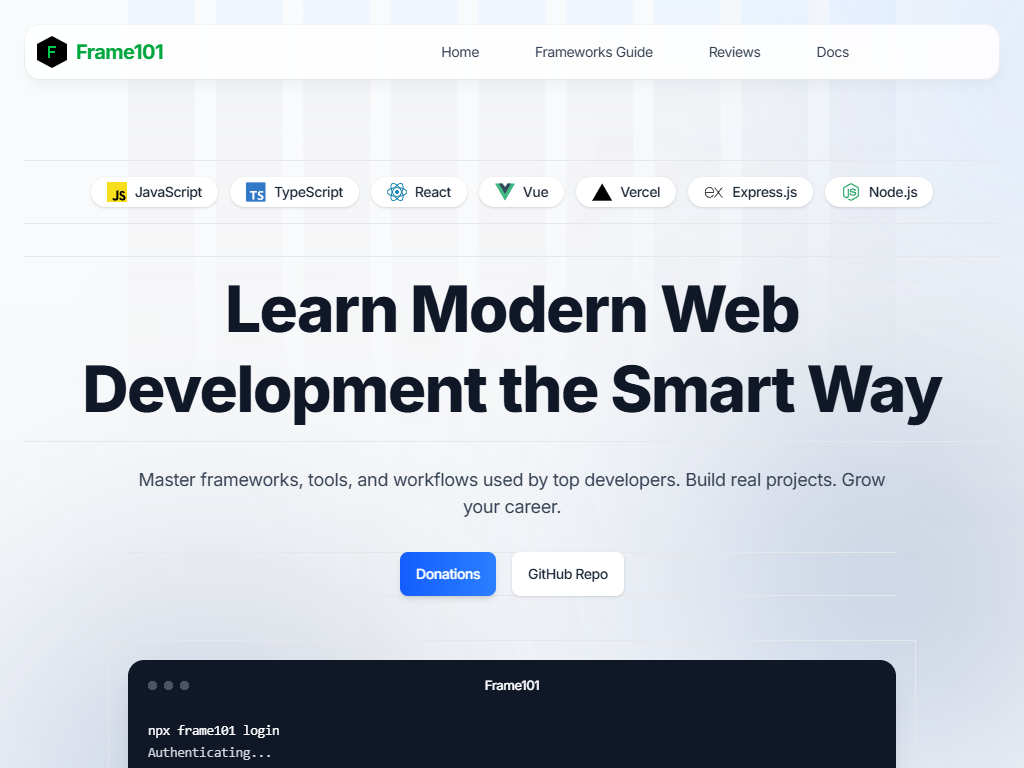 F Frame101 Home Frameworks Guide Reviews Docs
JS JavaScript TS TypeScript React Vue Vercel ex Express.js JS Node.js
Learn Modern Web
Development the Smart Way
Master frameworks, tools, and workflows used by top developers. Build real projects. Grow
your career.
Donations GitHub Repo
Frame101
npx frame101 login
Authenticating...